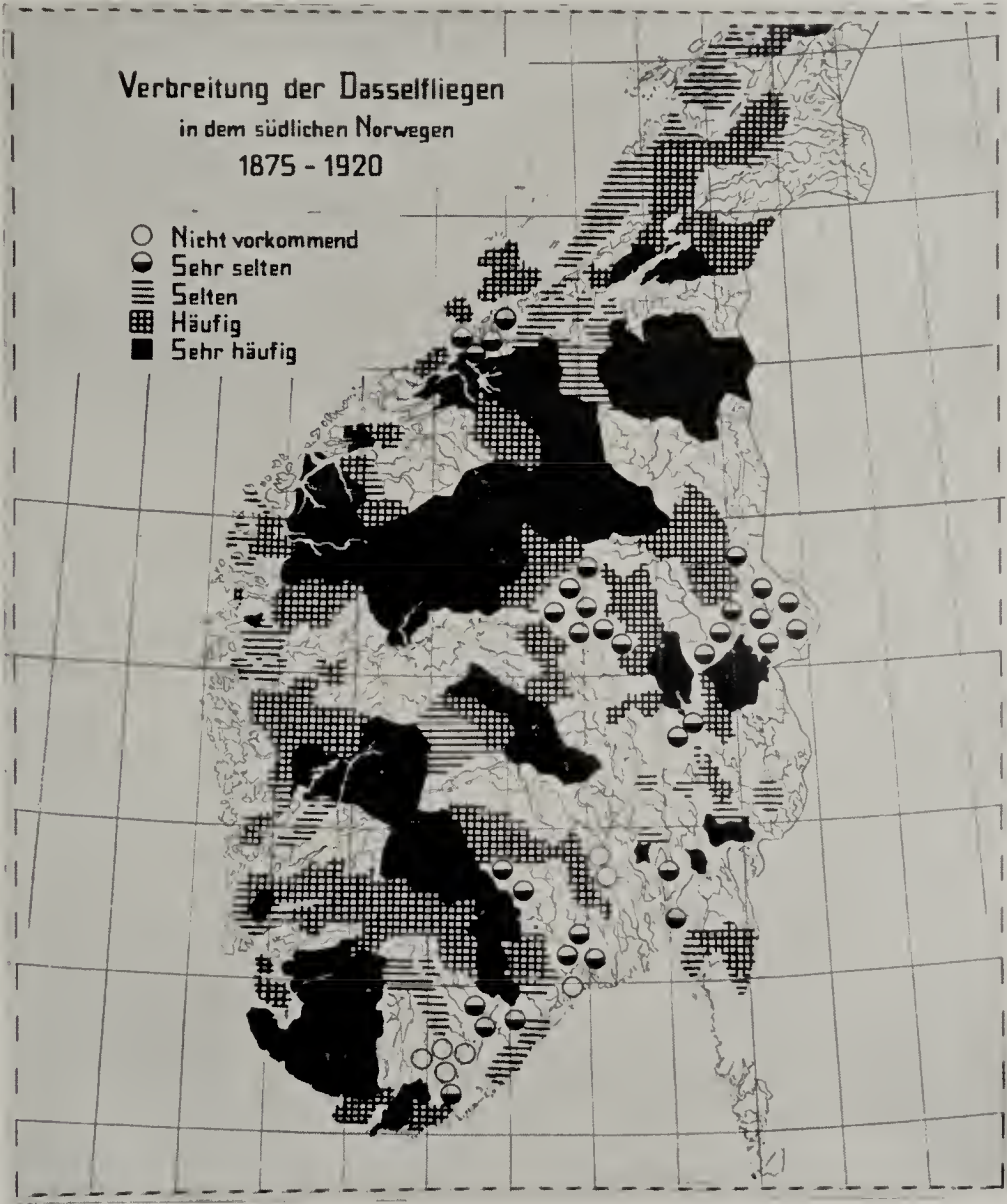 Verbreitung der Dasselfliegen
in dem südlichen Norwegen
1875 - 1920
Nicht vorkommend
Sehr selten
Selten
Häufig
Sehr häufig